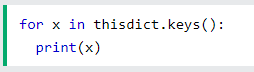 for x in thisdict.keys():
  print(x)